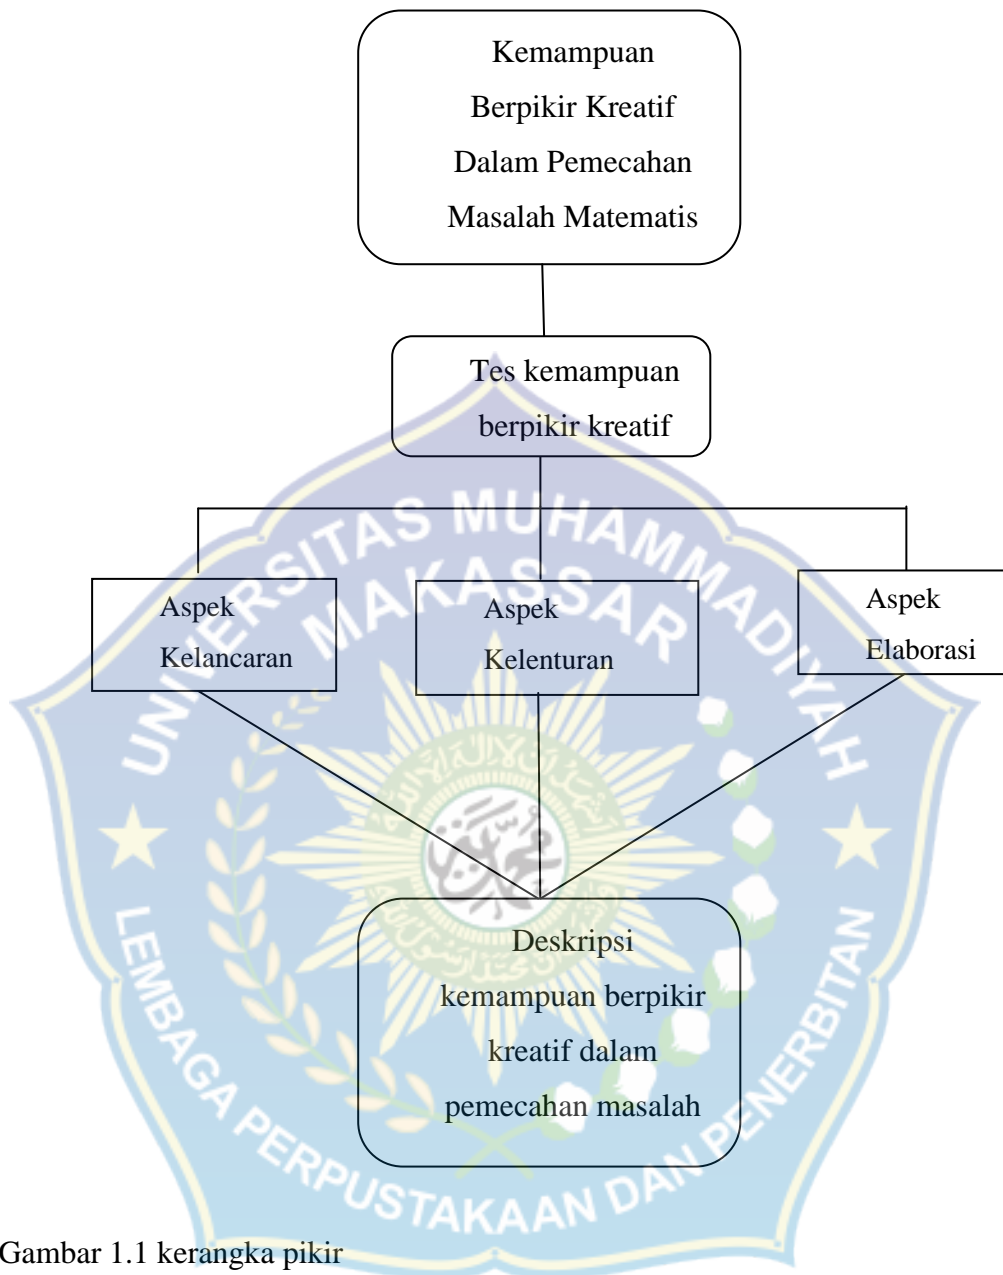 Kemampuan
Berpikir Kreatif
Dalam Pemecahan
Masalah Matematis
Tes kemampuan
berpikir kreatif
UNIVERSITAS MUHAMMADIYAH
MAKASSAR
Aspek
Kelancaran
Aspek
Kelenturan
Aspek
Elaborasi
Deskripsi
kemampuan berpikir
kreatif dalam
pemecahan masalah
LEMBAGA PERPUSTAKAAN DAN PENERBITAN
Gambar 1.1 kerangka pikir